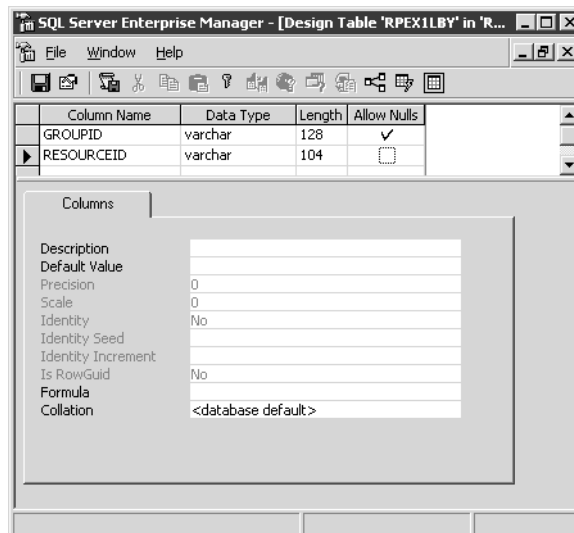 SQL Server Enterprise Manager - [Design Table 'RPEX1LBY' in 'R...
File Window Help
Column Name Data Type Length Allow Nulls
GROUPID varchar 128
RESOURCEID varchar 104
Columns
Description
Default Value
Precision 0
Scale 0
Identity No
Identity Seed
Identity Increment
Is RowGuid No
Formula
Collation <database default>